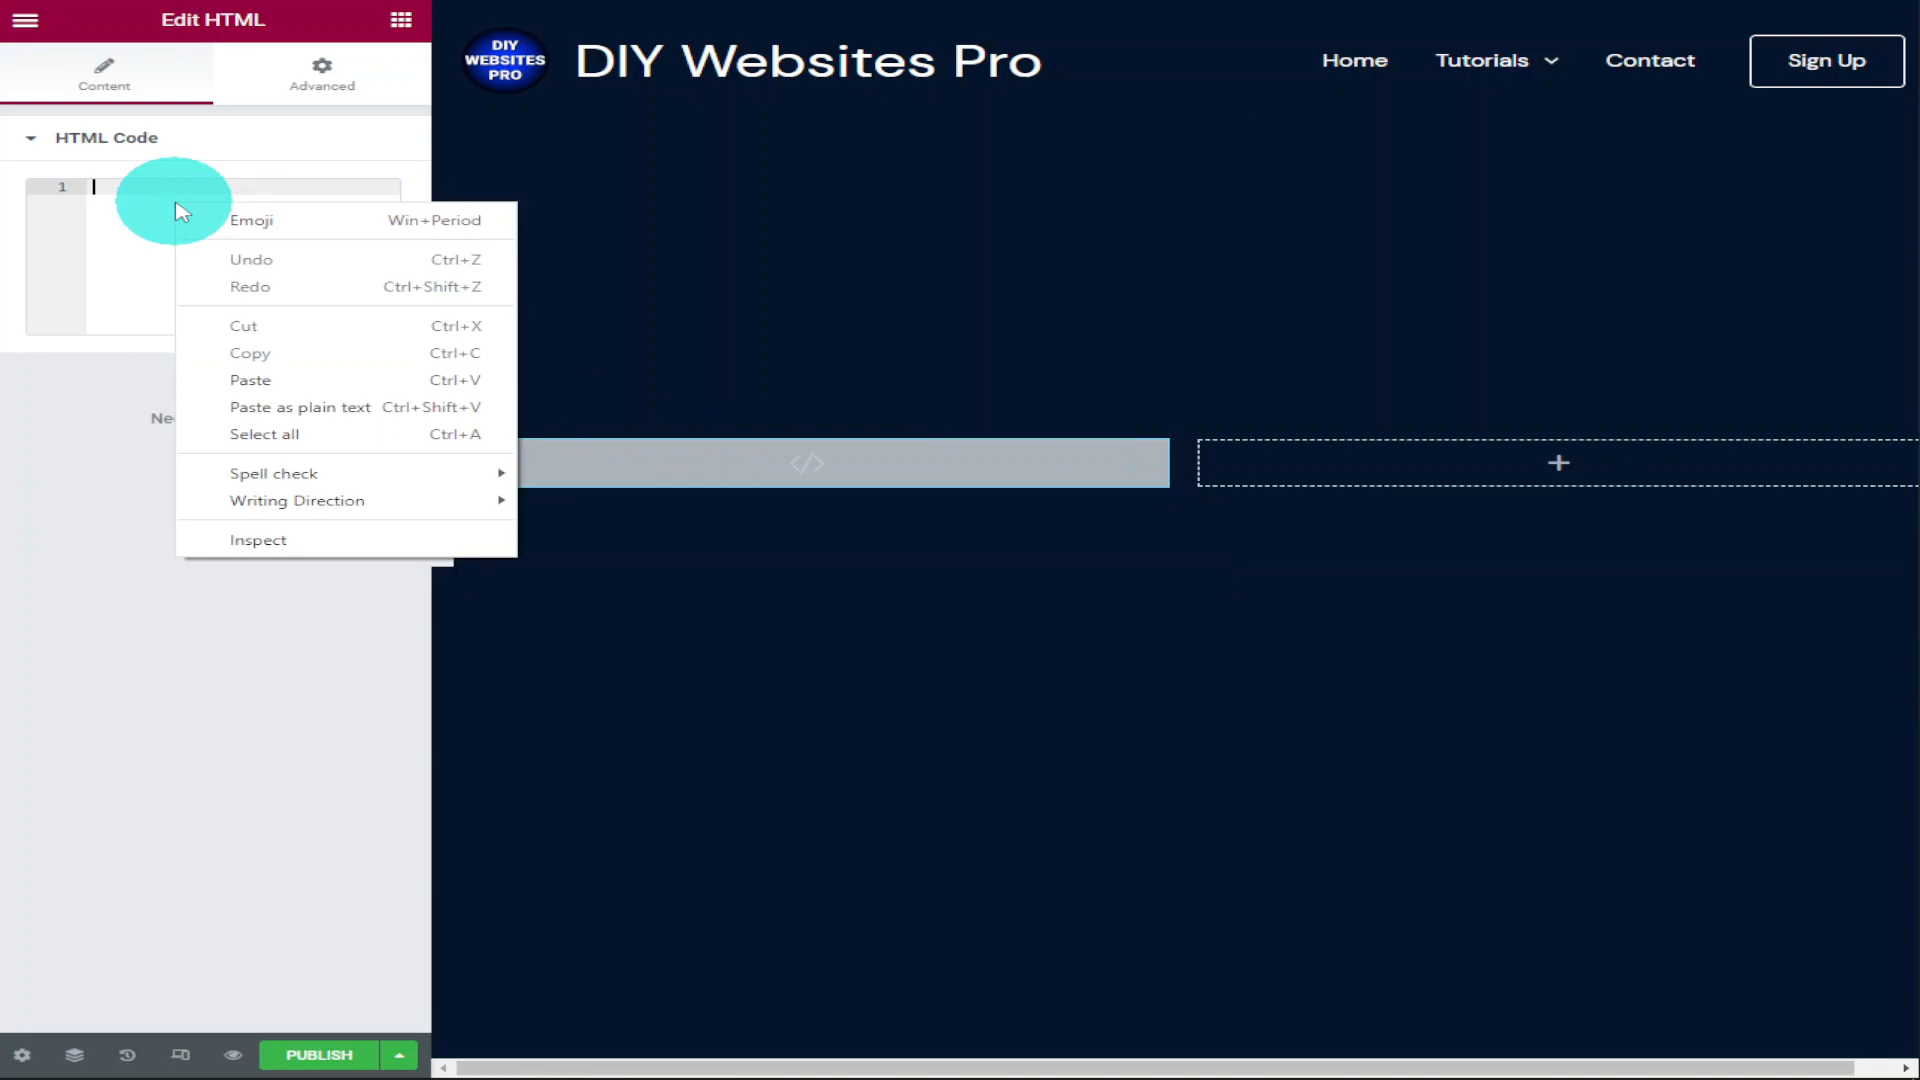 Edit HTML
Content
Advanced
HTML Code
1
DIY
WEBSITES
PRO
DIY Websites Pro
Home
Tutorials
Contact
Sign Up
Emoji Win+Period
Undo Ctrl+Z
Redo Ctrl+Shift+Z
Cut Ctrl+X
Copy Ctrl+C
Paste Ctrl+V
Paste as plain text Ctrl+Shift+V
Select all Ctrl+A
Spell check
Writing Direction
Inspect
PUBLISH